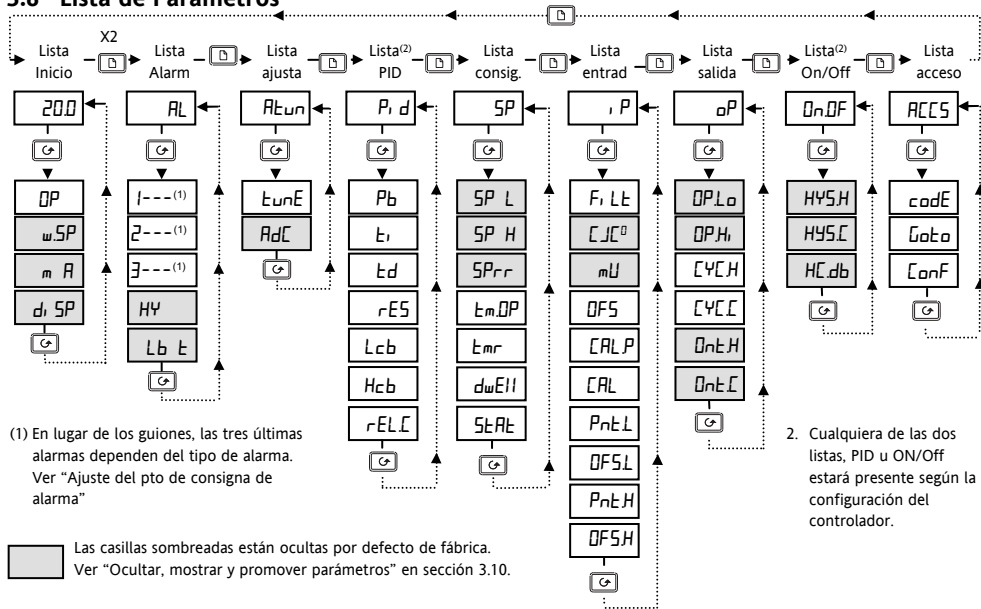 3.8 Lista de Parámetros
X2
Lista Inicio
Lista Alarm
Lista ajusta
Lista(2) PID
Lista consig.
Lista entrad
Lista salida
Lista(2) On/Off
Lista acceso
20.0
OP
w.SP
m A
di SP
AL
1---(1)
2---(1)
3---(1)
HY
Lb t
Atun
tunE
AdC
Pi d
Pb
ti
td
rES
Lcb
Hcb
rEL.C
SP
SP L
SP H
SPrr
tm.OP
tmr
dwEll
StAt
iP
Fi Lt
CJC°
mU
OFS
CAL.P
CAL
Pnt.L
OFS.L
Pnt.H
OFS.H
oP
OP.Lo
OP.Hi
CYC.H
CYC.C
Ont.H
Ont.C
On.OF
HYS.H
HYS.C
HC.db
ACCS
codE
Goto
ConF
(1) En lugar de los guiones, las tres últimas
alarmas dependen del tipo de alarma.
Ver “Ajuste del pto de consigna de
alarma”
2. Cualquiera de las dos
listas, PID u ON/Off
estará presente según la
configuración del
controlador.
Las casillas sombreadas están ocultas por defecto de fábrica.
Ver “Ocultar, mostrar y promover parámetros” en sección 3.10.